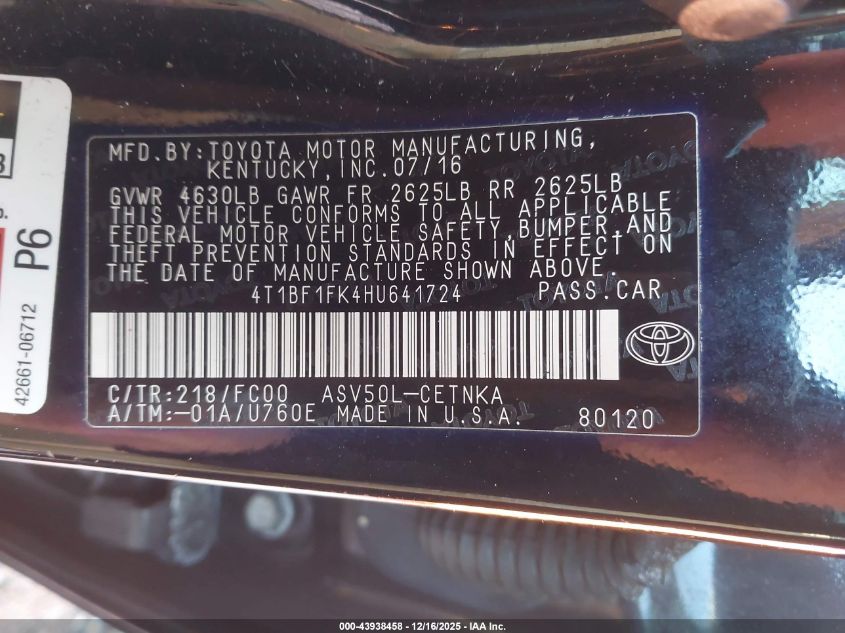 MFD.BY:TOYOTA MOTOR MANUFACTURING,
KENTUCKY, INC.07/16
GVWR 4630LB GAWR FR 2625LB RR 2625LB
THIS VEHICLE CONFORMS TO ALL APPLICABLE
FEDERAL MOTOR VEHICLE SAFETY,BUMPER,AND
THEFT PREVENTION STANDARDS IN EFFECT ON
THE DATE OF MANUFACTURE SHOWN ABOVE.
4T1BF1FK4HU641724 PASS.CAR
C/TR:218/FC00 ASV50L-CETNKA
A/TM:-01A/U760E MADE IN U.S.A. 80120
P6
42661-06712
000-43938458 - 12/16/2025 - IAA Inc.